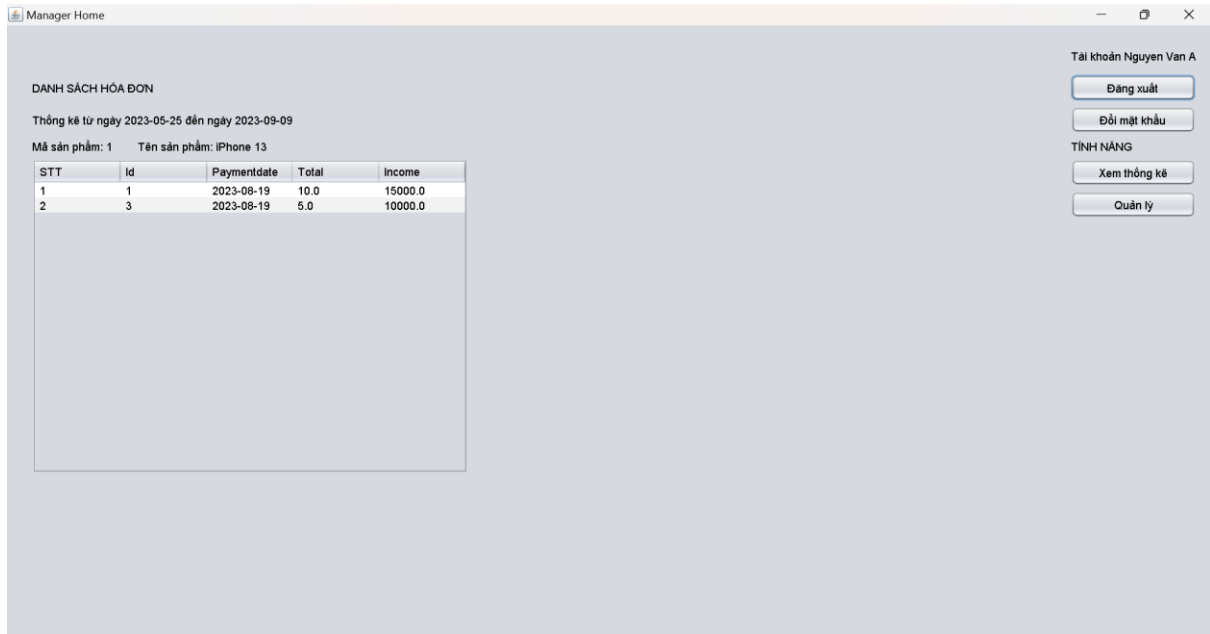 Manager Home
Tài khoản Nguyen Van A
DANH SÁCH HÓA ĐƠN
Đăng xuất
Thống kê từ ngày 2023-05-25 đến ngày 2023-09-09
Đổi mật khẩu
Mã sản phẩm: 1 Tên sản phẩm: iPhone 13
TÍNH NĂNG
STT Id Paymentdate Total Income
Xem thống kê
1 1 2023-08-19 10.0 15000.0
2 3 2023-08-19 5.0 10000.0
Quản lý